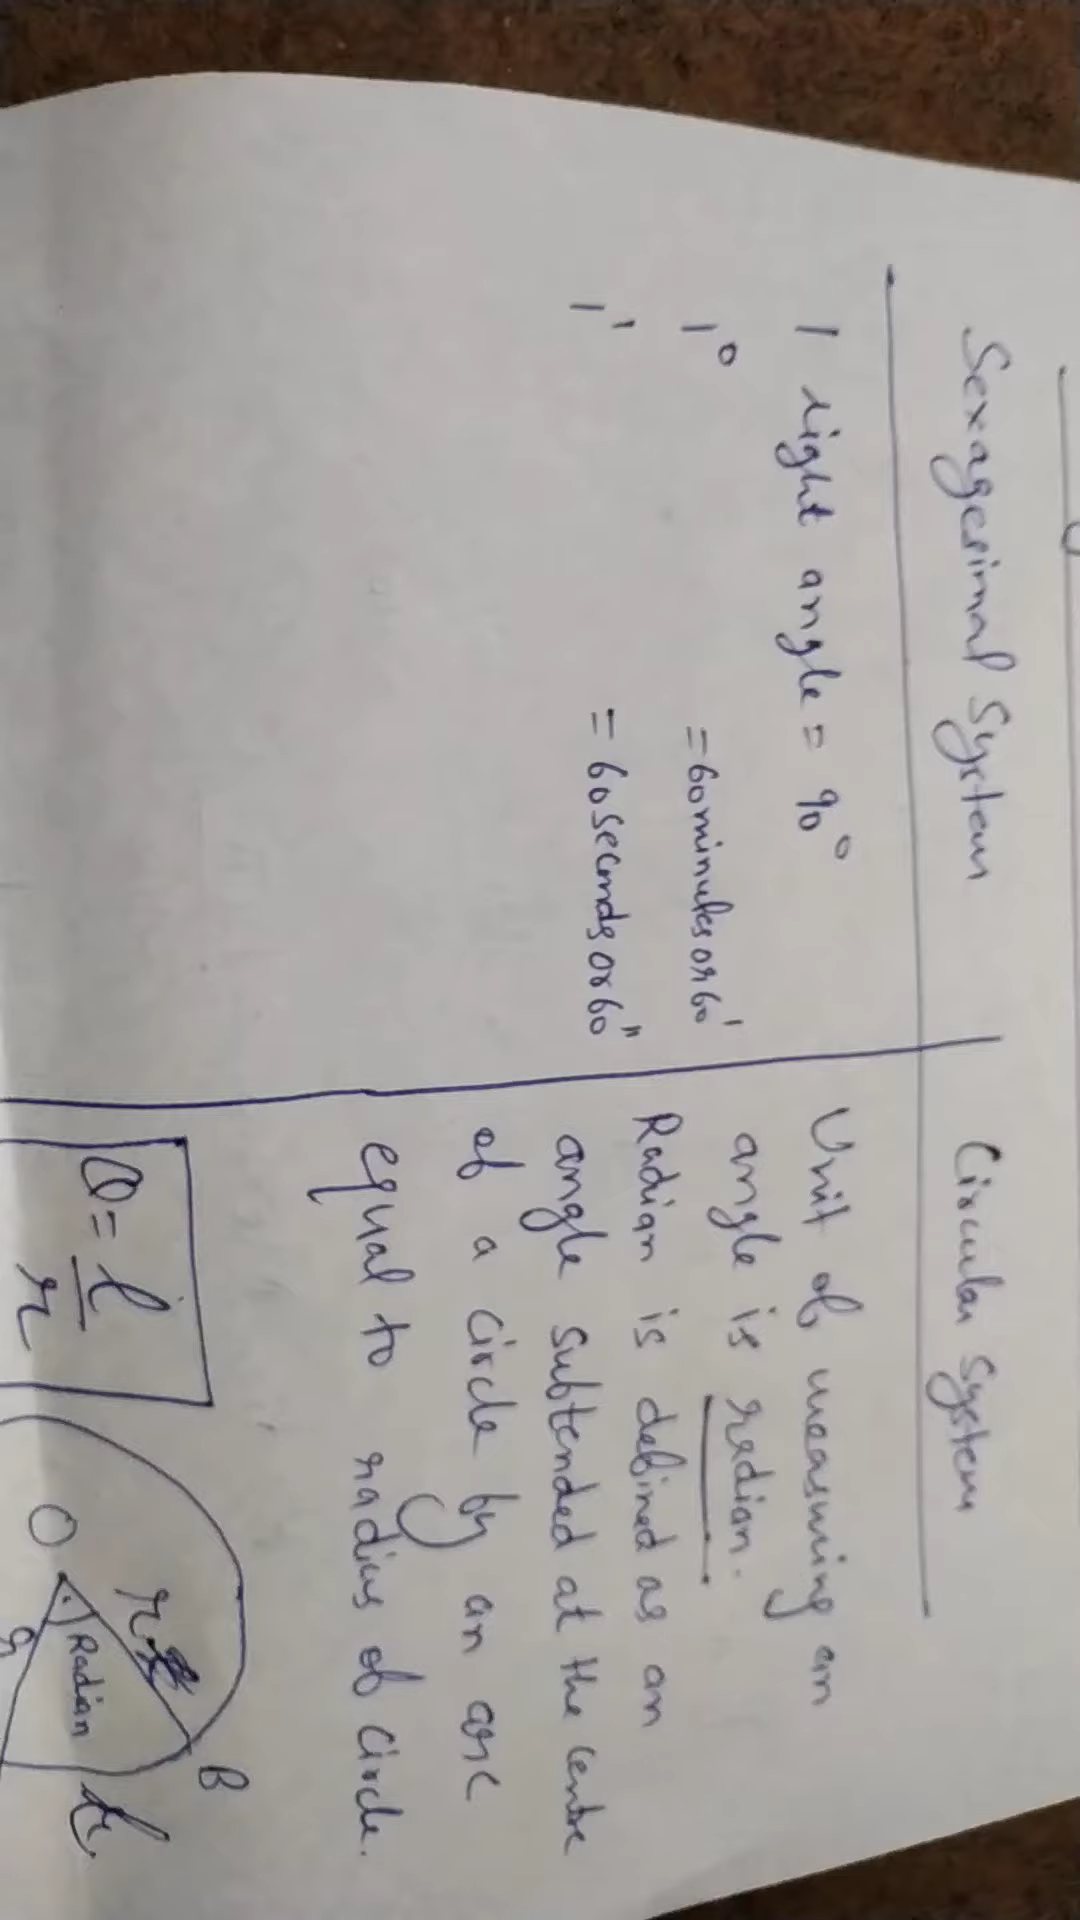 Sexagesimal System
Circular System
1 right angle = 90°
1° = 60 minutes or 60'
1' = 60 seconds or 60"
Unit of measuring an
angle is radian.
Radian is defined as an
angle subtended at the centre
of a circle by an arc
equal to radius of circle.
θ = l
r
O
r
Radian
B